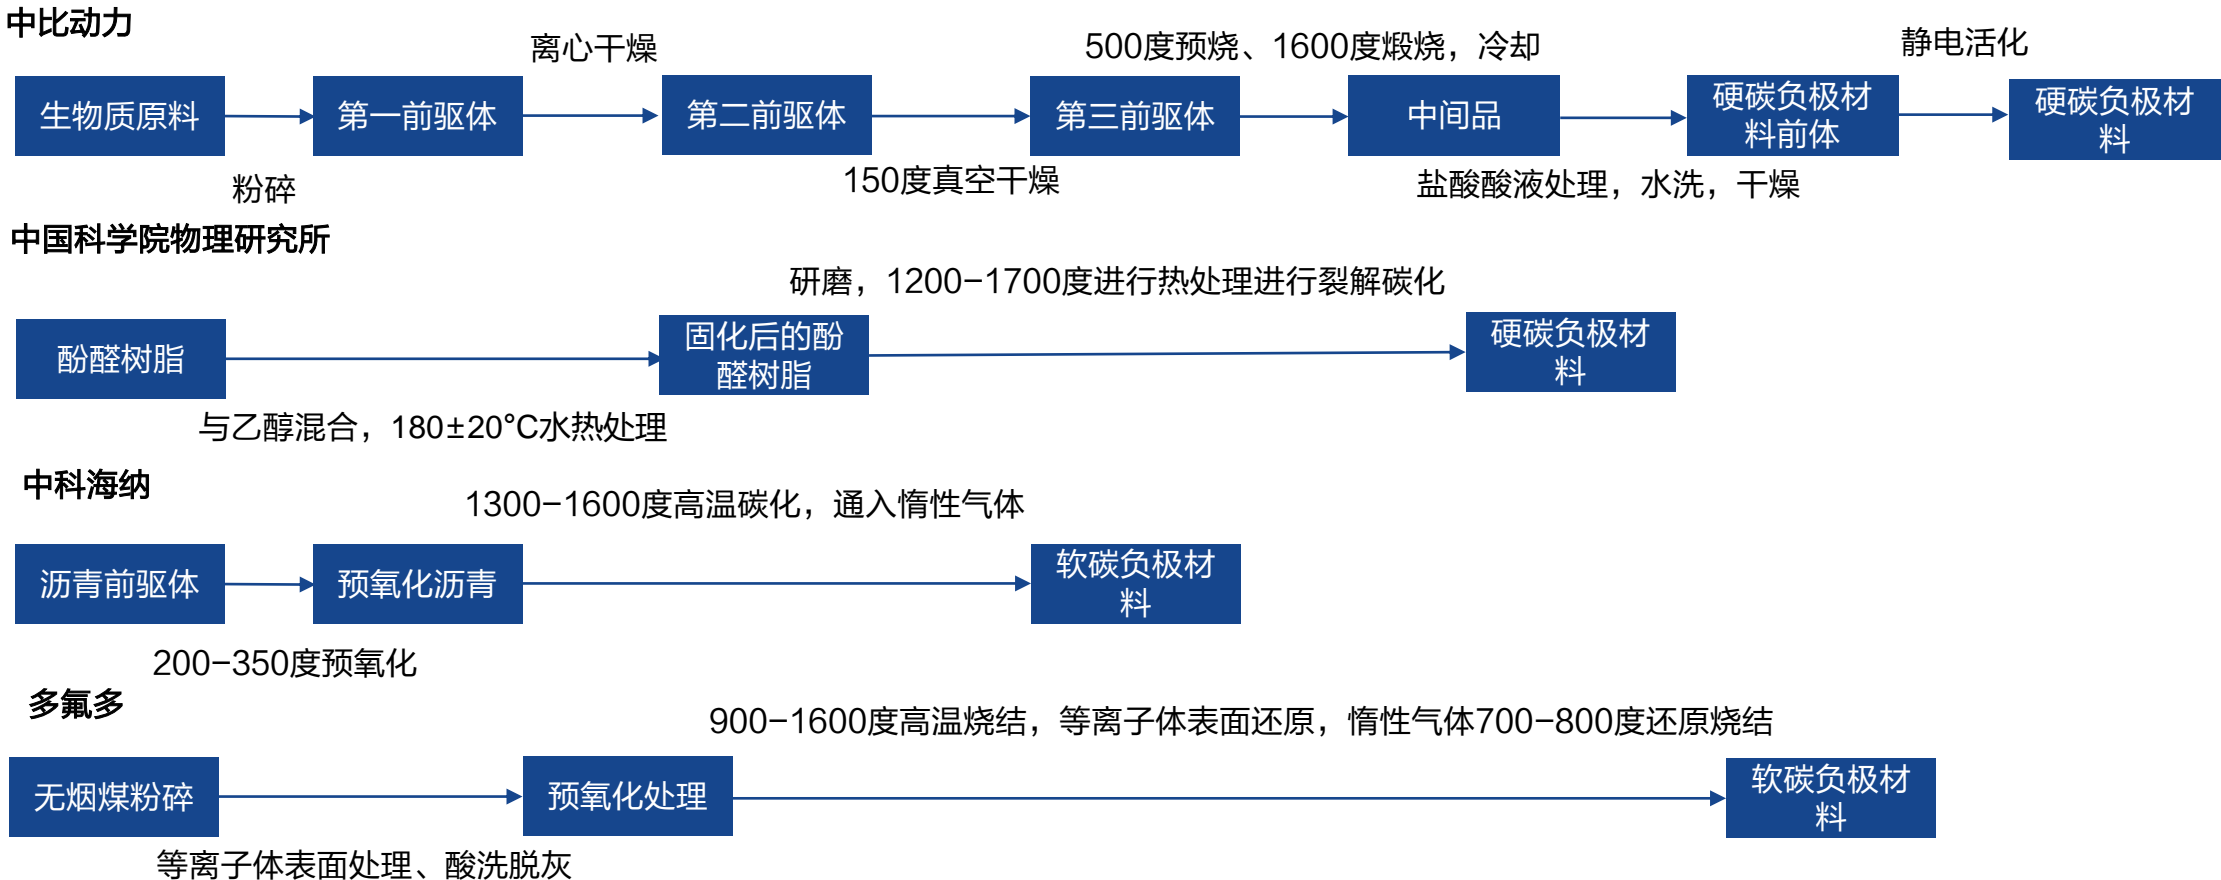 中比动力
离心干燥
500度预烧、1600度煅烧，冷却
静电活化
生物质原料
第一前驱体
第二前驱体
第三前驱体
中间品
硬碳负极材
料前体
硬碳负极材
料
粉碎
150度真空干燥
盐酸酸液处理，水洗，干燥
中国科学院物理研究所
研磨，1200-1700度进行热处理进行裂解碳化
酚醛树脂
固化后的酚
醛树脂
硬碳负极材
料
与乙醇混合，180±20°C水热处理
中科海纳
1300-1600度高温碳化，通入惰性气体
沥青前驱体
预氧化沥青
软碳负极材
料
200-350度预氧化
多氟多
900-1600度高温烧结，等离子体表面还原，惰性气体700-800度还原烧结
无烟煤粉碎
预氧化处理
软碳负极材
料
等离子体表面处理、酸洗脱灰